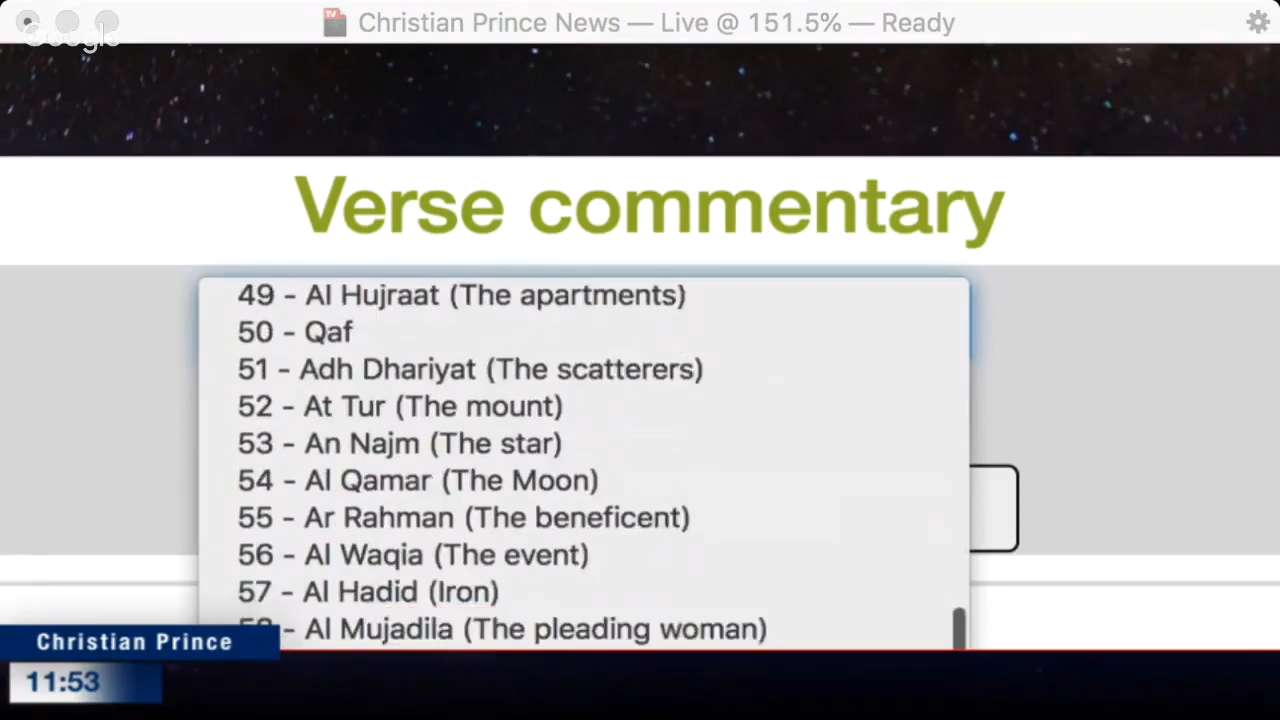 Christian Prince News — Live @ 151.5% — Ready
Google
Verse commentary
49 - Al Hujraat (The apartments)
50 - Qaf
51 - Adh Dhariyat (The scatterers)
52 - At Tur (The mount)
53 - An Najm (The star)
54 - Al Qamar (The Moon)
55 - Ar Rahman (The beneficent)
56 - Al Waqia (The event)
57 - Al Hadid (Iron)
58 - Al Mujadila (The pleading woman)
Christian Prince
11:53